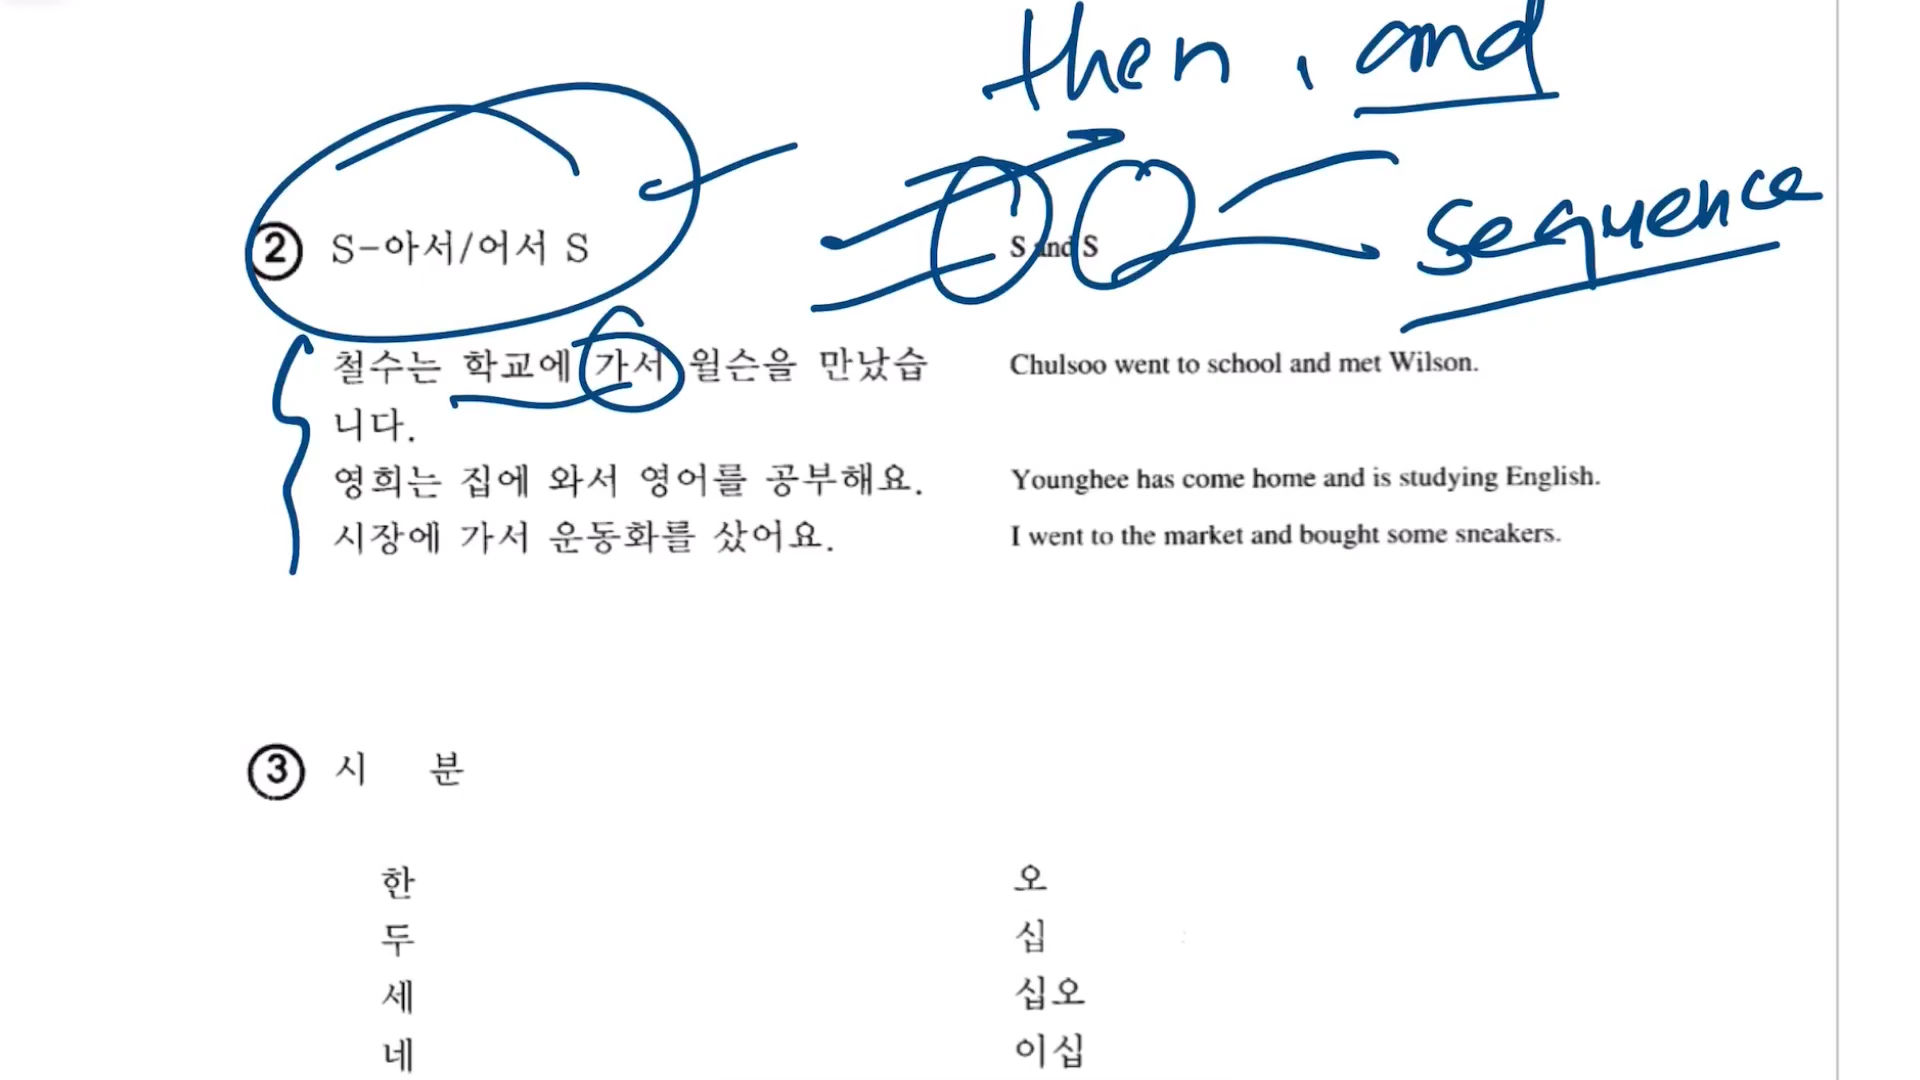 then, and
sequence
② S-아서/어서 S S and S
철수는 학교에 가서 윌슨을 만났습 Chulsoo went to school and met Wilson.
니다.
영희는 집에 와서 영어를 공부해요. Younghee has come home and is studying English.
시장에 가서 운동화를 샀어요. I went to the market and bought some sneakers.
③ 시 분
한 오
두 십
세 십오
네 이십